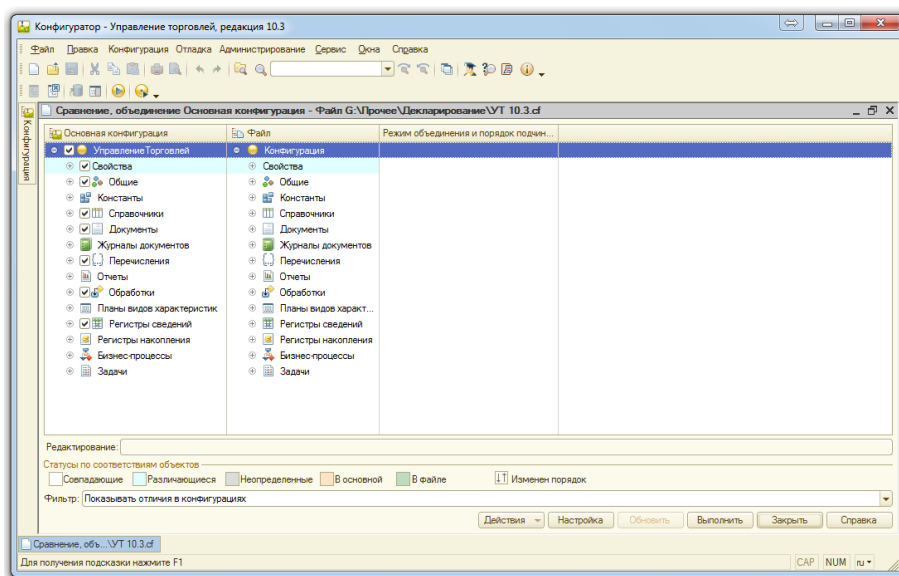 Конфигуратор - Управление торговлей, редакция 10.3
Файл Правка Конфигурация Отладка Администрирование Сервис Окна Справка
Сравнение, объединение Основная конфигурация - Файл G:\Прочее\Декларирование\УТ 10.3.cf
Конфигурация
Основная конфигурация Файл Режим объединения и порядок подчин...
УправлениеТорговлей Конфигурация
Свойства Свойства
Общие Общие
Константы Константы
Справочники Справочники
Документы Документы
Журналы документов Журналы документов
Перечисления Перечисления
Отчеты Отчеты
Обработки Обработки
Планы видов характеристик Планы видов характ...
Регистры сведений Регистры сведений
Регистры накопления Регистры накопления
Бизнес-процессы Бизнес-процессы
Задачи Задачи
Редактирование:
Статусы по соответствиям объектов
Совпадающие Различающиеся Неопределенные В основной В файле Изменен порядок
Фильтр: Показывать отличия в конфигурациях
Действия Настройка Обновить Выполнить Закрыть Справка
Сравнение, объ...\УТ 10.3.cf
Для получения подсказки нажмите F1 CAP NUM ru